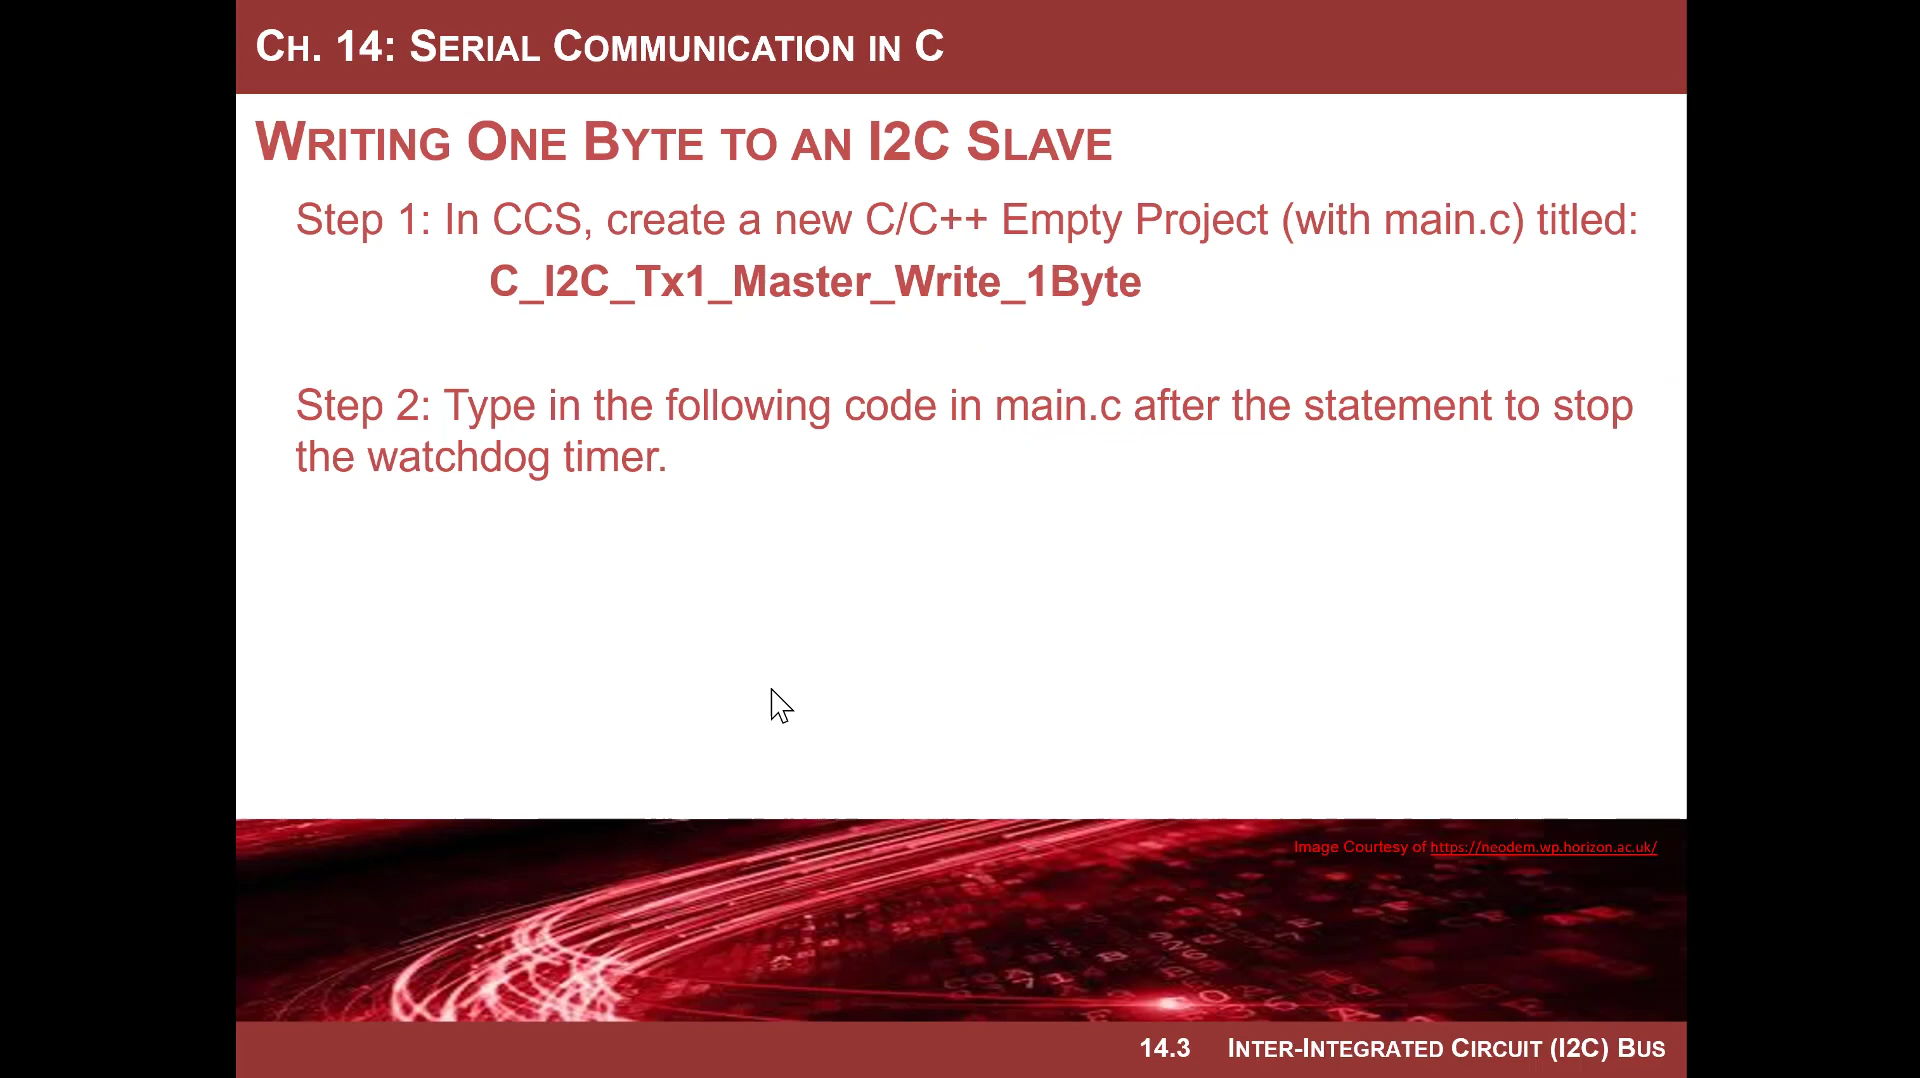 CH. 14: SERIAL COMMUNICATION IN C
WRITING ONE BYTE TO AN I2C SLAVE
Step 1: In CCS, create a new C/C++ Empty Project (with main.c) titled:
C_I2C_Tx1_Master_Write_1Byte
Step 2: Type in the following code in main.c after the statement to stop
the watchdog timer.
Image Courtesy of https://neodem.wp.horizon.ac.uk/
14.3 INTER-INTEGRATED CIRCUIT (I2C) BUS